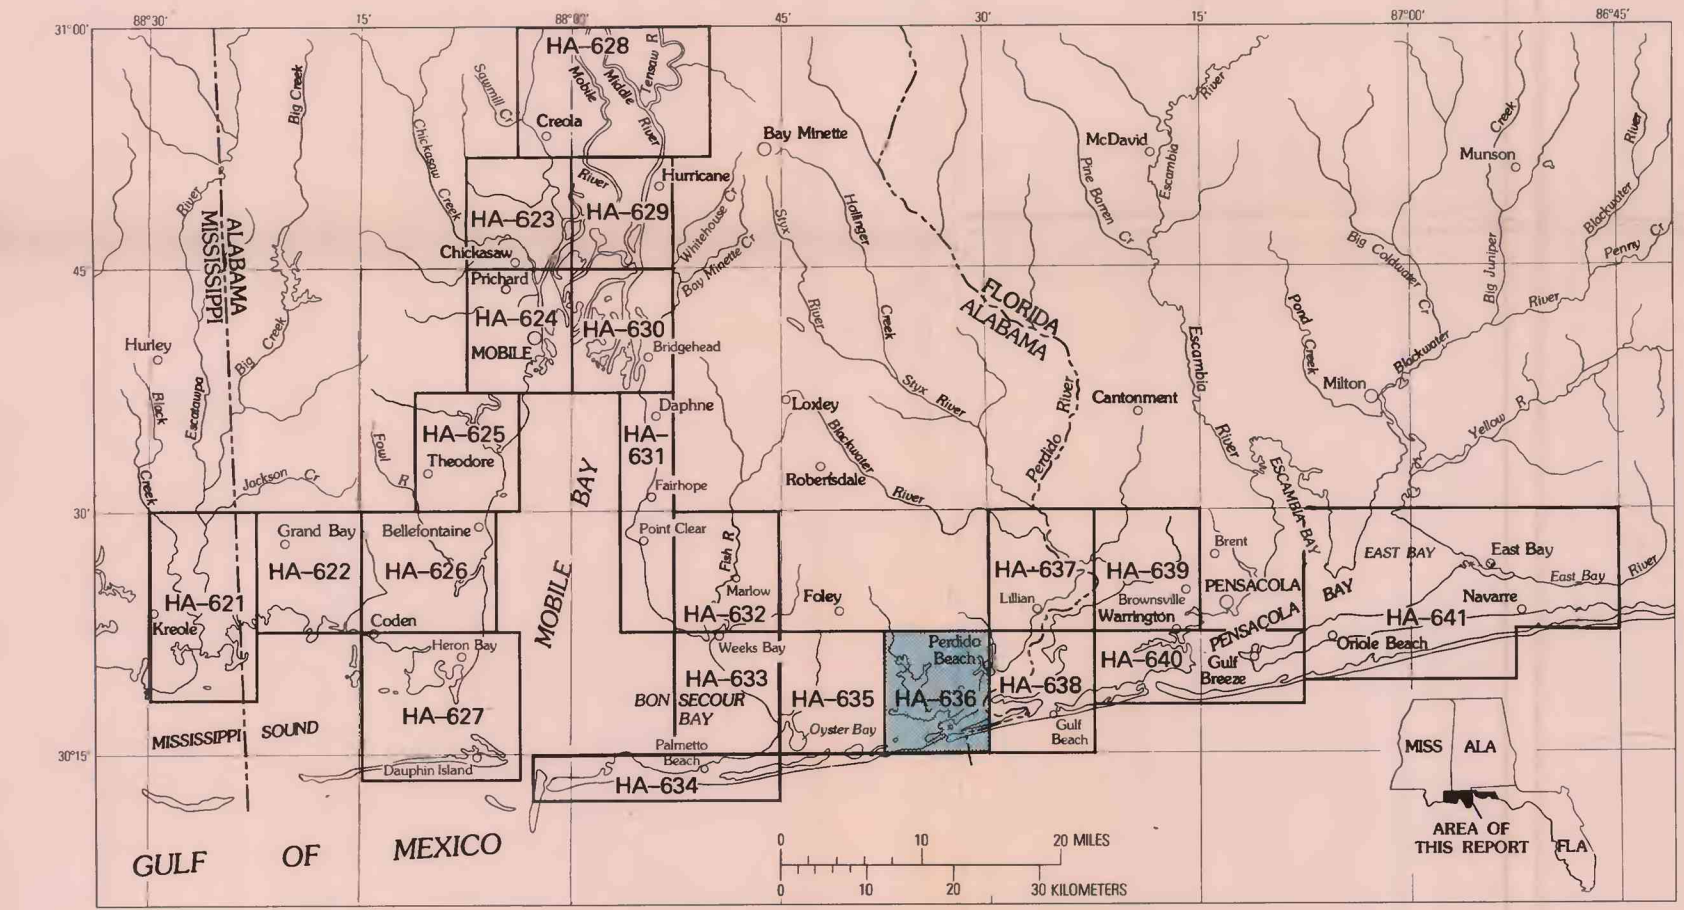 88°30' 15' 88°00' 45' 30' 15' 87°00' 86°45'
31°00'
HA-628
Mobile
Middle
River
Tensaw R
Big Creek
Sawmill Cr
Creola
Chickasaw Creek
Bay Minette
McDavid
River
Escambia
Pine Barren Cr
Munson
Creek
River
Hurricane
River
River
HA-623
HA-629
Whitehouse Cr
Styx
Hollinger
Blackwater
ALABAMA
MISSISSIPPI
Chickasaw
Big Coldwater Cr
Big Juniper
Penny Cr
45'
Prichard
Bay Minette Cr
FLORIDA
ALABAMA
River
HA-624
MOBILE
HA-630
Bridgehead
River
Creek
Pond Creek
Escambia
Blackwater
Hurley
Big Creek
Milton
Black
Escatawpa
Daphne
Loxley
Styx River
River
Cantonment
Yellow R
HA-625
Theodore
HA-
631
Fowl
R
Blackwater
Perdido
River
Jackson Cr
Creek
BAY
Fairhope
Robertsdale
River
ESCAMBIA BAY
30'
Grand Bay
Bellefontaine
Point Clear
Fish R
Brent
EAST BAY
East Bay
HA-621
HA-622
HA-626
MOBILE
HA-637
HA-639
East Bay
River
Marlow
Foley
Lillian
Brownsville
PENSACOLA
BAY
Navarre
Kreole
Coden
HA-632
Warrington
PENSACOLA
HA-641
Heron Bay
Weeks Bay
Perdido
Beach
HA-640
Gulf
Breeze
Oriole Beach
HA-633
HA-635
HA-636
HA-638
BON SECOUR
BAY
HA-627
MISSISSIPPI SOUND
Oyster Bay
Gulf
Beach
30°15'
Palmetto
Beach
Dauphin Island
HA-634
MISS ALA
AREA OF
THIS REPORT
FLA
GULF OF MEXICO
0 10 20 MILES
0 10 20 30 KILOMETERS